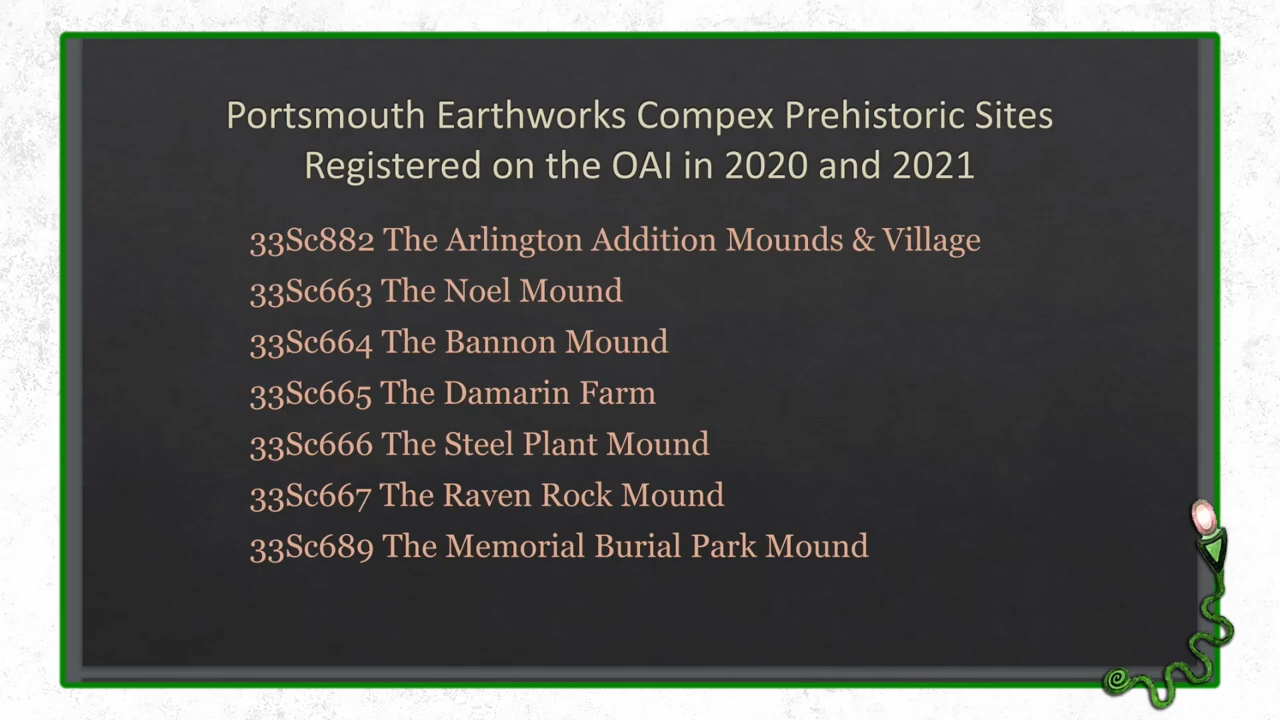 Portsmouth Earthworks Compex Prehistoric Sites
Registered on the OAI in 2020 and 2021
33Sc882 The Arlington Addition Mounds & Village
33Sc663 The Noel Mound
33Sc664 The Bannon Mound
33Sc665 The Damarin Farm
33Sc666 The Steel Plant Mound
33Sc667 The Raven Rock Mound
33Sc689 The Memorial Burial Park Mound